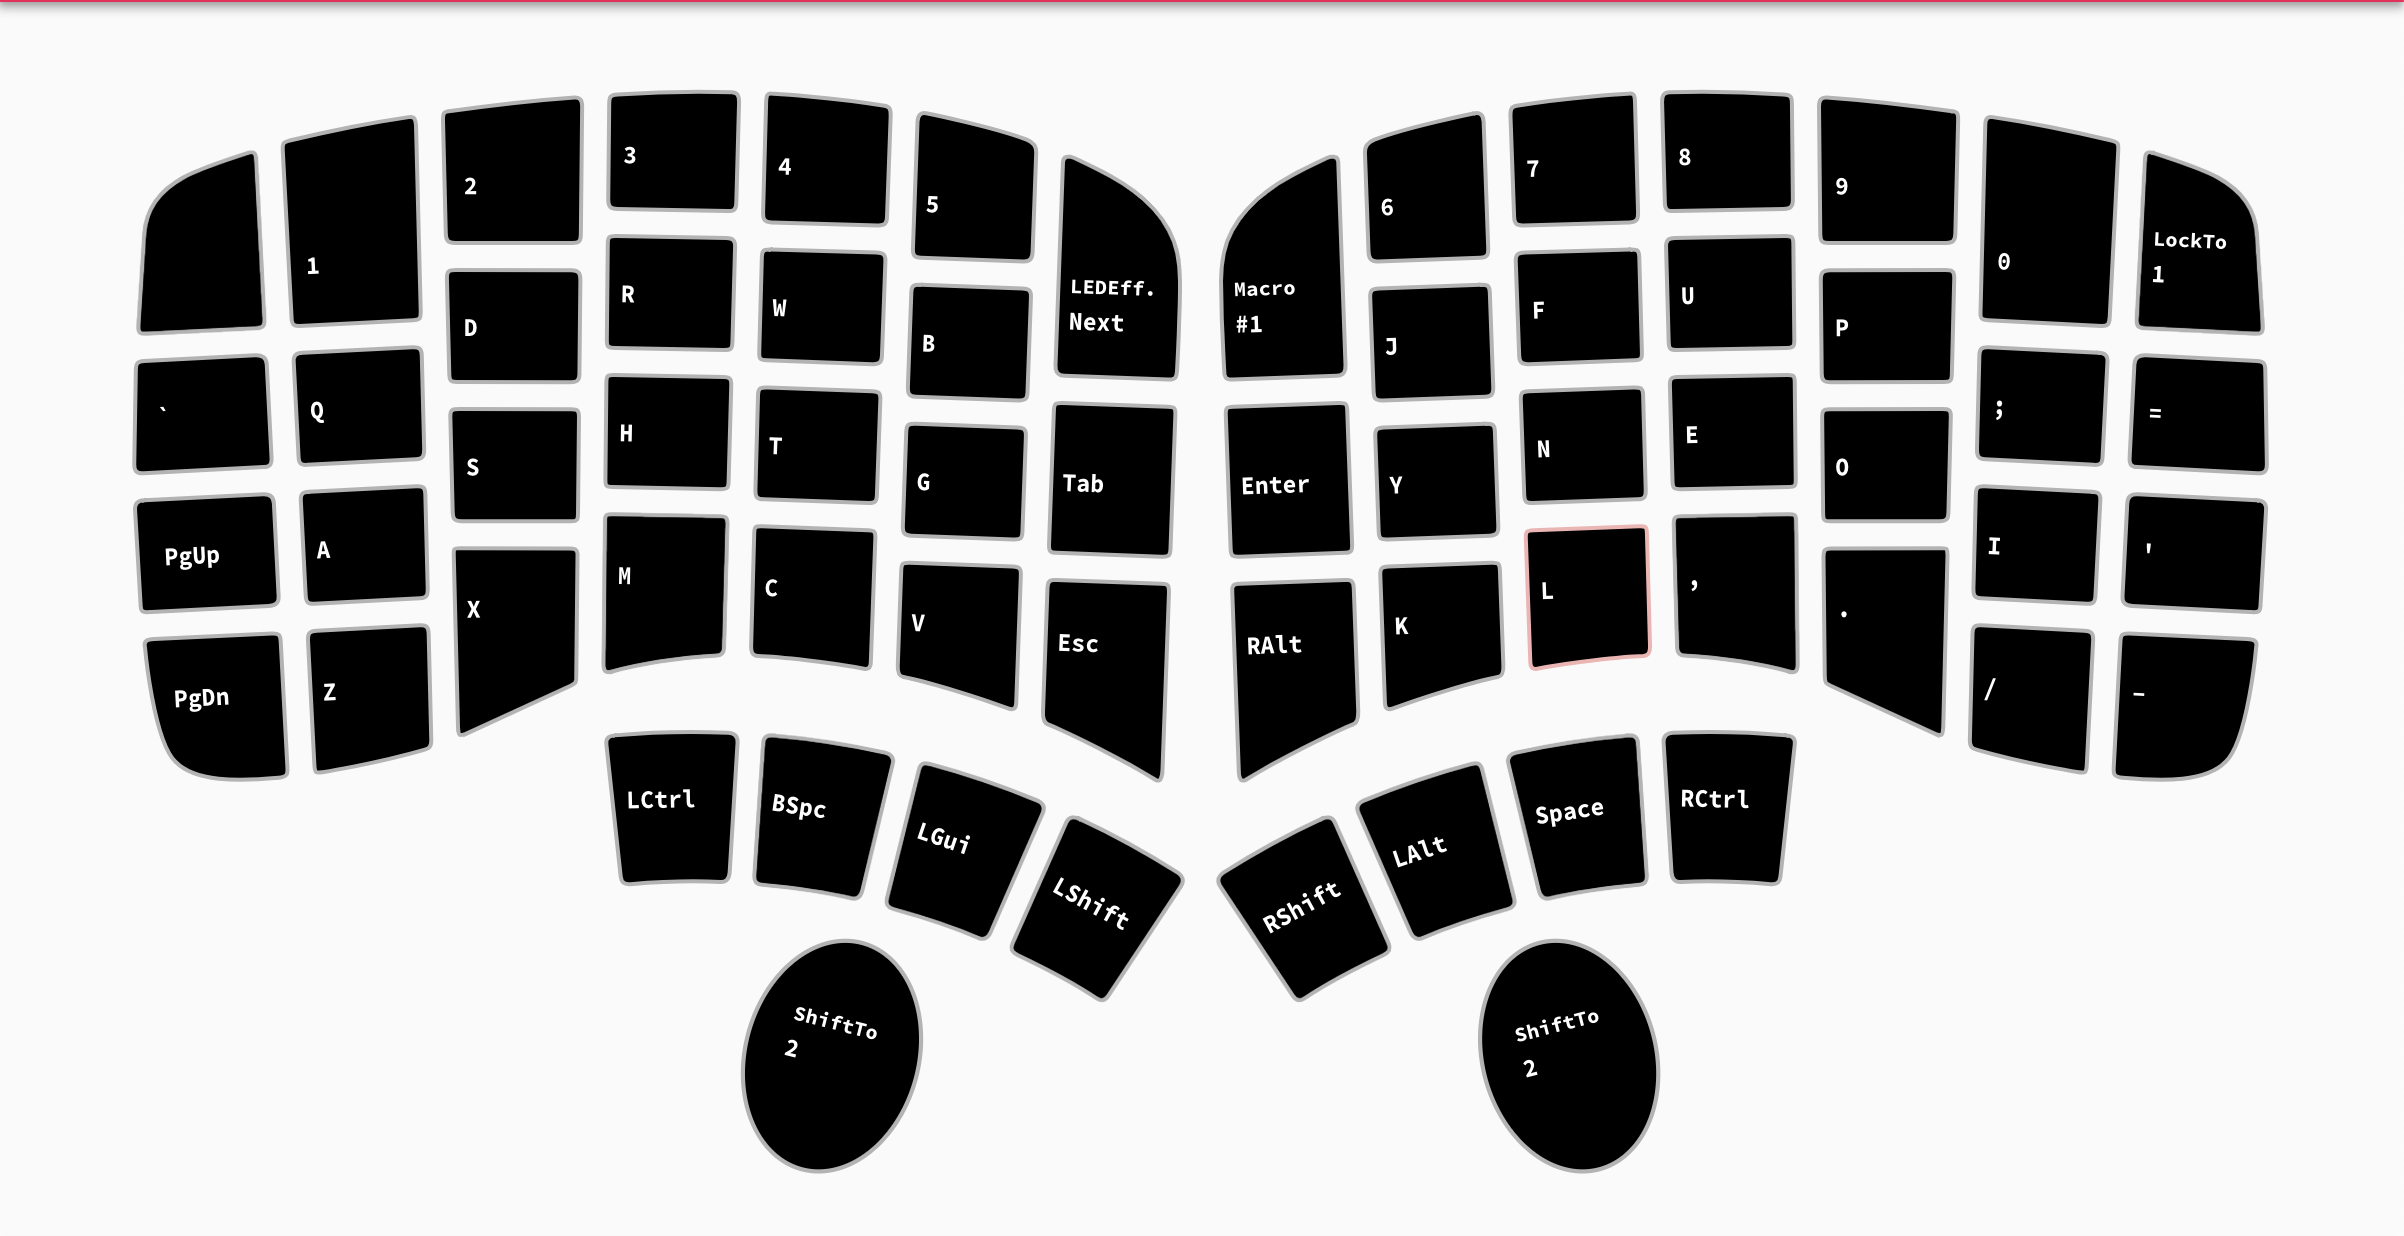 1
2
3
4
5
LEDEff.
Next
Macro
#1
6
7
8
9
0
LockTo
1
`
Q
D
R
W
B
J
F
U
P
;
=
PgUp
A
S
H
T
G
Tab
Enter
Y
N
E
O
I
'
PgDn
Z
X
M
C
V
Esc
RAlt
K
L
,
.
/
-
LCtrl
BSpc
LGui
LShift
RShift
LAlt
Space
RCtrl
ShiftTo
2
ShiftTo
2